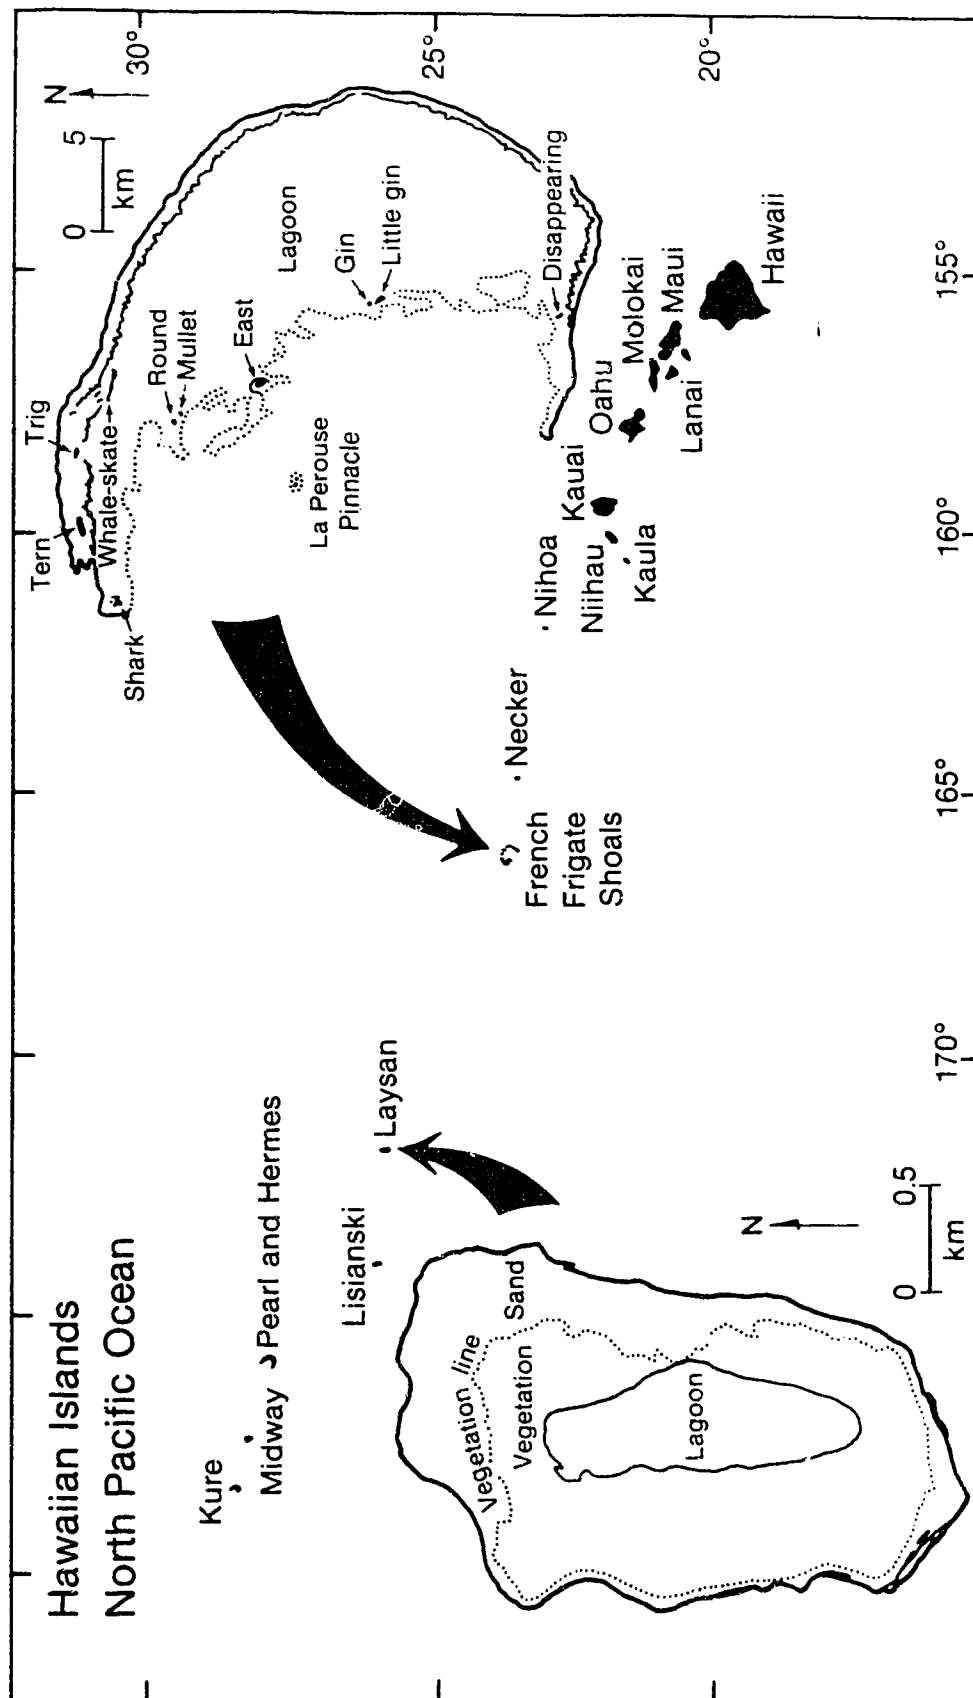 Hawaiian Islands
North Pacific Ocean
Kure
Midway
Pearl and Hermes
Lisianski
Laysan
French
Frigate
Shoals
Necker
Nihoa
Niihau
Kaula
Kauai
Oahu
Molokai
Lanai
Maui
Hawaii
Vegetation line
Vegetation
Sand
Lagoon
N
0 0.5
km
Shark
Tern
Trig
Whale-skate
Round
Mullet
East
La Perouse
Pinnacle
Lagoon
Gin
Little gin
Disappearing
0 5
km
N
30°
25°
20°
170°
165°
160°
155°